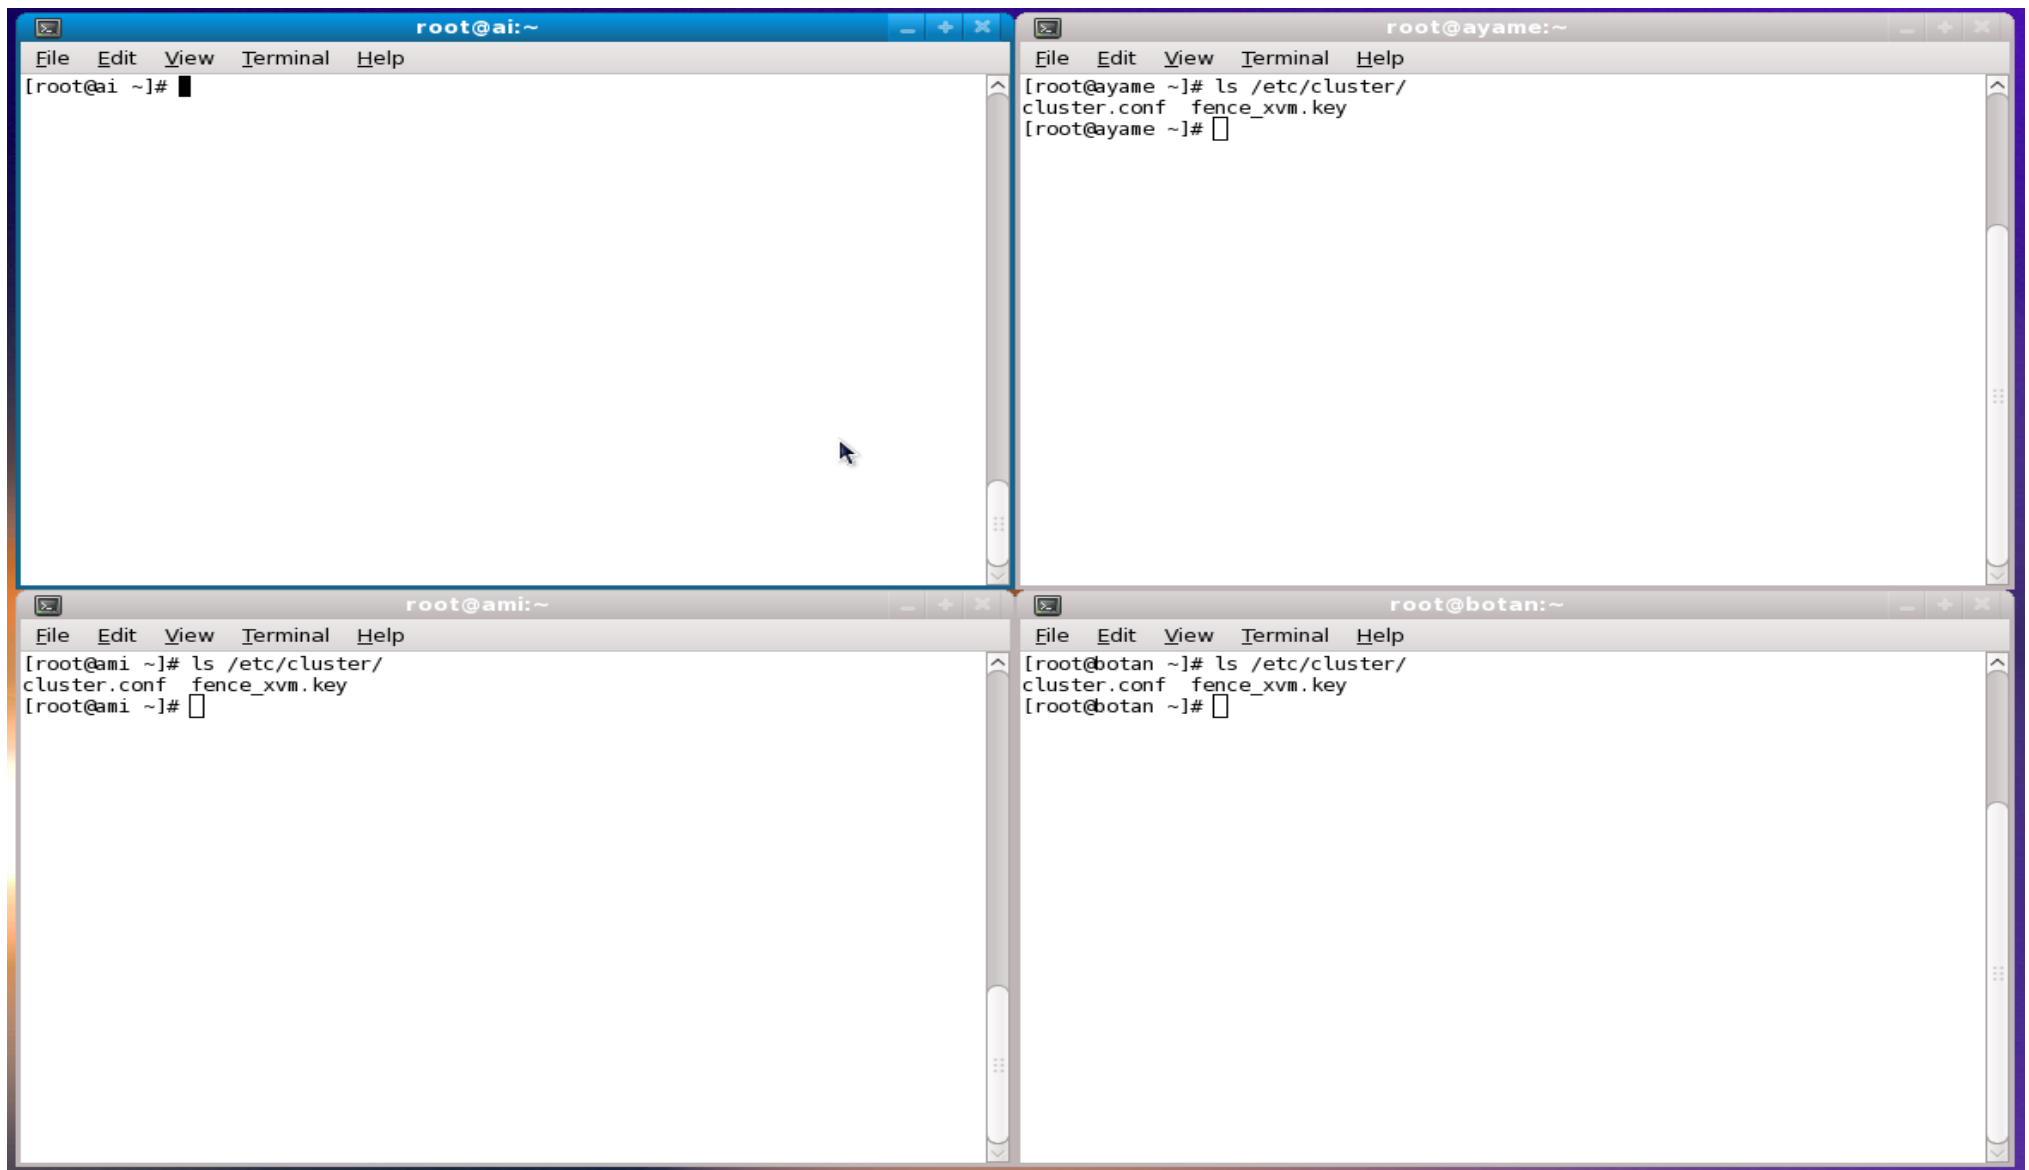 root@ai:~
File Edit View Terminal Help
[root@ai ~]#
root@ayame:~
File Edit View Terminal Help
[root@ayame ~]# ls /etc/cluster/
cluster.conf  fence_xvm.key
[root@ayame ~]#
root@ami:~
File Edit View Terminal Help
[root@ami ~]# ls /etc/cluster/
cluster.conf  fence_xvm.key
[root@ami ~]#
root@botan:~
File Edit View Terminal Help
[root@botan ~]# ls /etc/cluster/
cluster.conf  fence_xvm.key
[root@botan ~]#